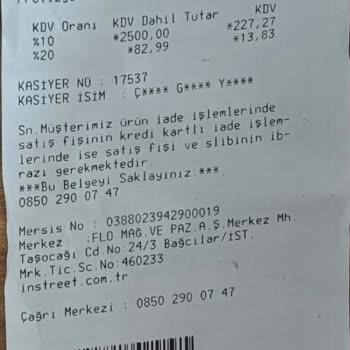 KDV Oranı KDV Dahil Tutar KDV
%10 *2500,00 *227,27
%20 *82,99 *13,83
KASİYER NO : 17537
KASİYER İSİM : Ç**** G**** Y****
Sn.Müşterimiz ürün iade işlemlerinde
satış fişinin kredi kartlı iade işlem-
lerinde ise satış fişi ve slibinin ib-
razı gerekmektedir.
***Bu Belgeyi Saklayınız.***
0850 290 07 47
Mersis No : 0388023942900019
Merkez :FLO MAĞ.VE PAZ.A.Ş.Merkez Mh.
Taşocağı Cd.No:24/3 Bağcılar/İST.
Mrk.Tic.Sc.No:460233
instreet.com.tr
Çağrı Merkezi : 0850 290 07 47